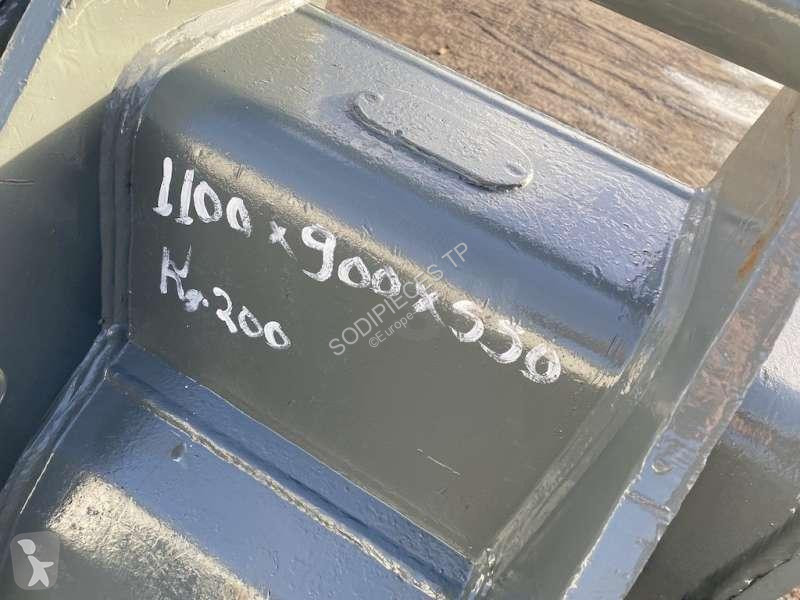 1100 x 900 x 550
Kg. 200
SODIPIECES TP
©Europe